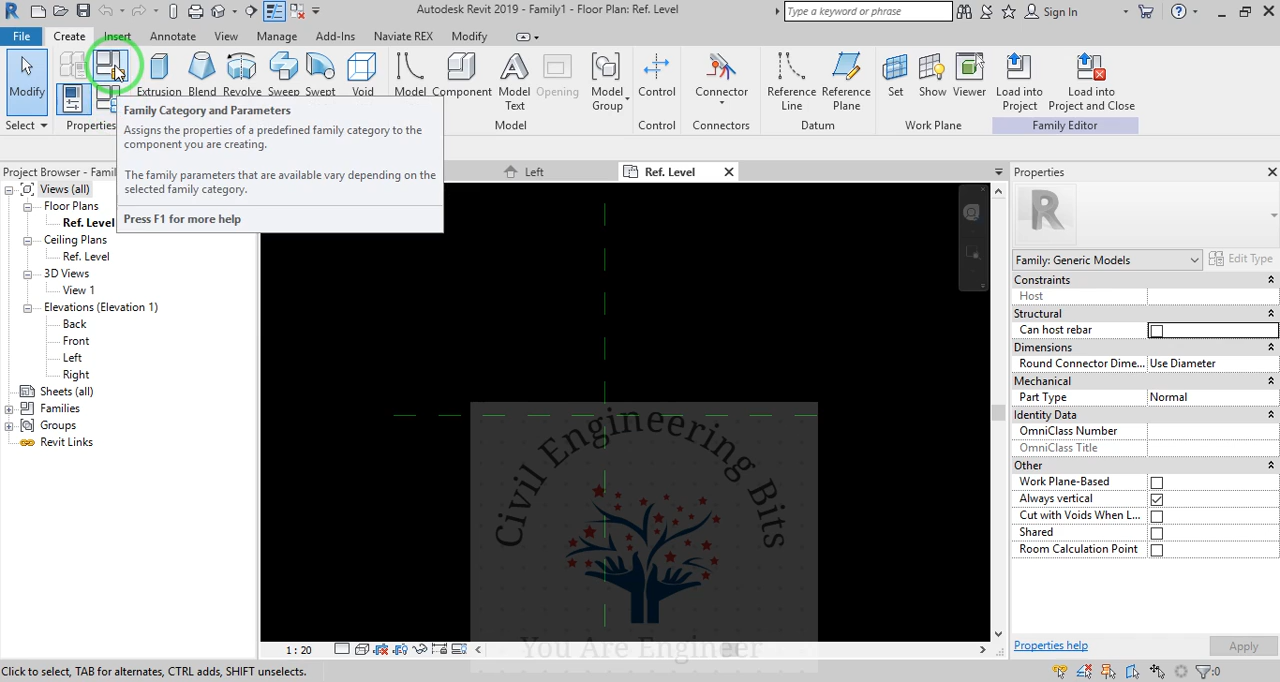 Autodesk Revit 2019 - Family1 - Floor Plan: Ref. Level
Type a keyword or phrase
Sign In
File Create Insert Annotate View Manage Add-Ins Naviate REX Modify
Modify
Extrusion Blend Revolve Sweep Swept Void
Model Component Model Text Opening Model Group
Control
Connector
Reference Line Reference Plane
Set Show Viewer
Load into Project Load into Project and Close
Select Properties Model Control Connectors Datum Work Plane Family Editor
Family Category and Parameters
Assigns the properties of a predefined family category to the
component you are creating.
The family parameters that are available vary depending on the
selected family category.
Press F1 for more help
Project Browser - Famil
Views (all)
Floor Plans
Ref. Level
Ceiling Plans
Ref. Level
3D Views
View 1
Elevations (Elevation 1)
Back
Front
Left
Right
Sheets (all)
Families
Groups
Revit Links
Left
Ref. Level
Civil Engineering Bits
You Are Engineer
1 : 20
Properties
R
Family: Generic Models
Edit Type
Constraints
Host
Structural
Can host rebar
Dimensions
Round Connector Dime... Use Diameter
Mechanical
Part Type Normal
Identity Data
OmniClass Number
OmniClass Title
Other
Work Plane-Based
Always vertical
Cut with Voids When L...
Shared
Room Calculation Point
Properties help
Apply
Click to select, TAB for alternates, CTRL adds, SHIFT unselects.
:0